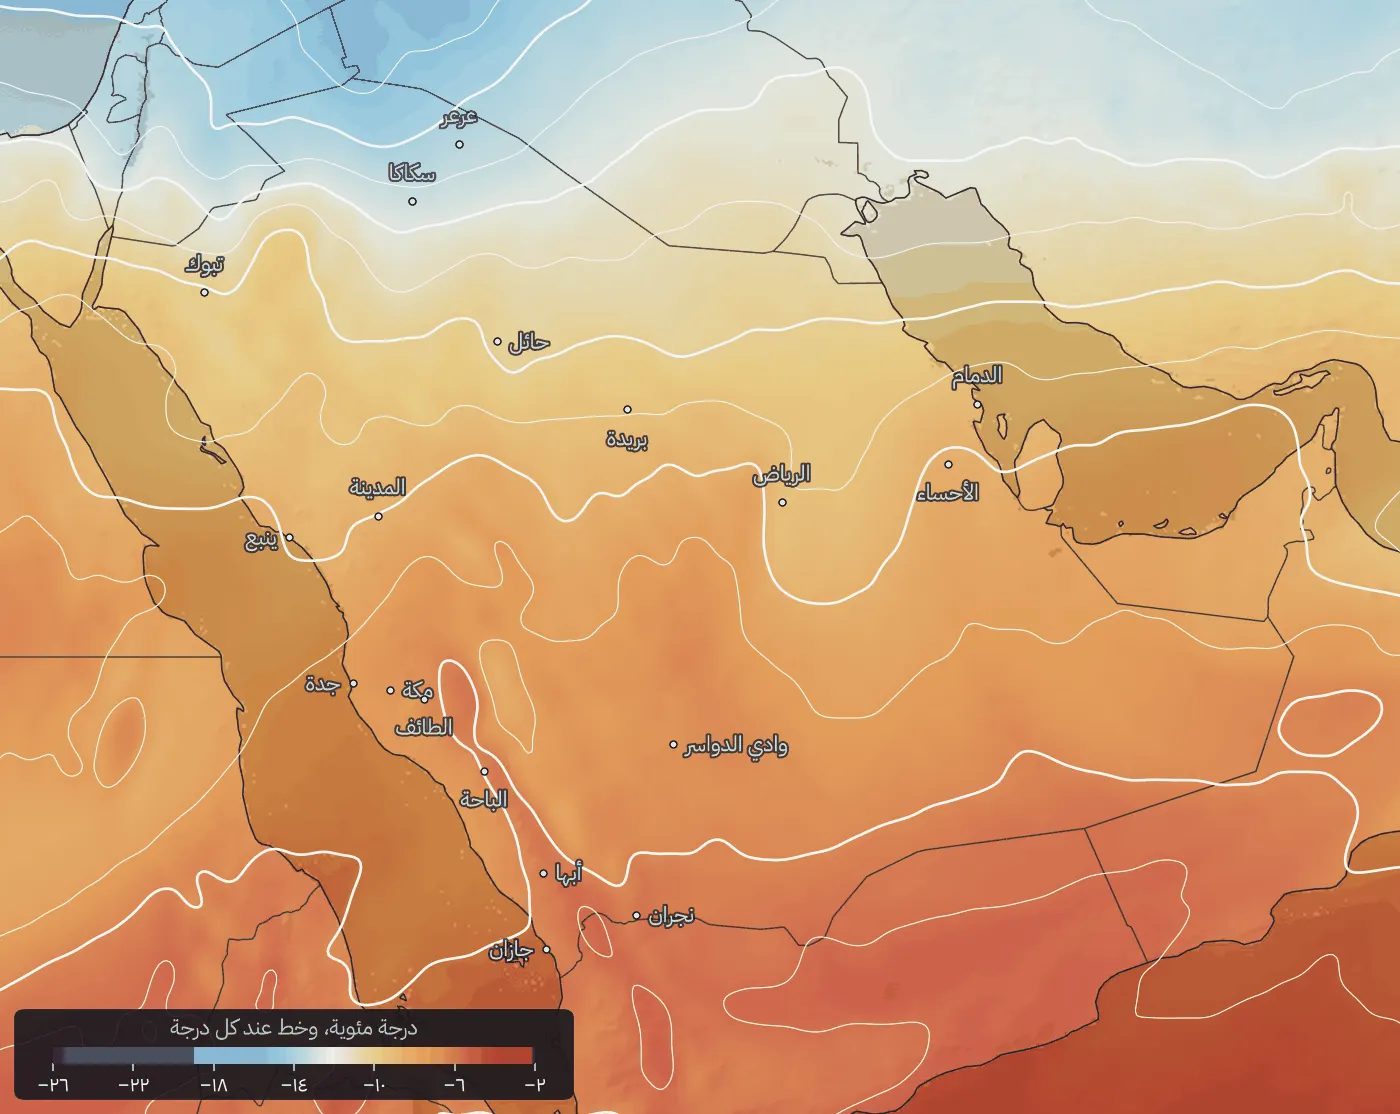 عرعر
سكاكا
تبوك
حائل
الدمام
بريدة
الرياض
الأحساء
المدينة
ينبع
جدة
مكة
الطائف
وادي الدواسر
الباحة
أبها
نجران
جازان
درجة مئوية، وخط عند كل درجة
−٢٦ −٢٢ −١٨ −١٤ −١٠ −٦ −٢